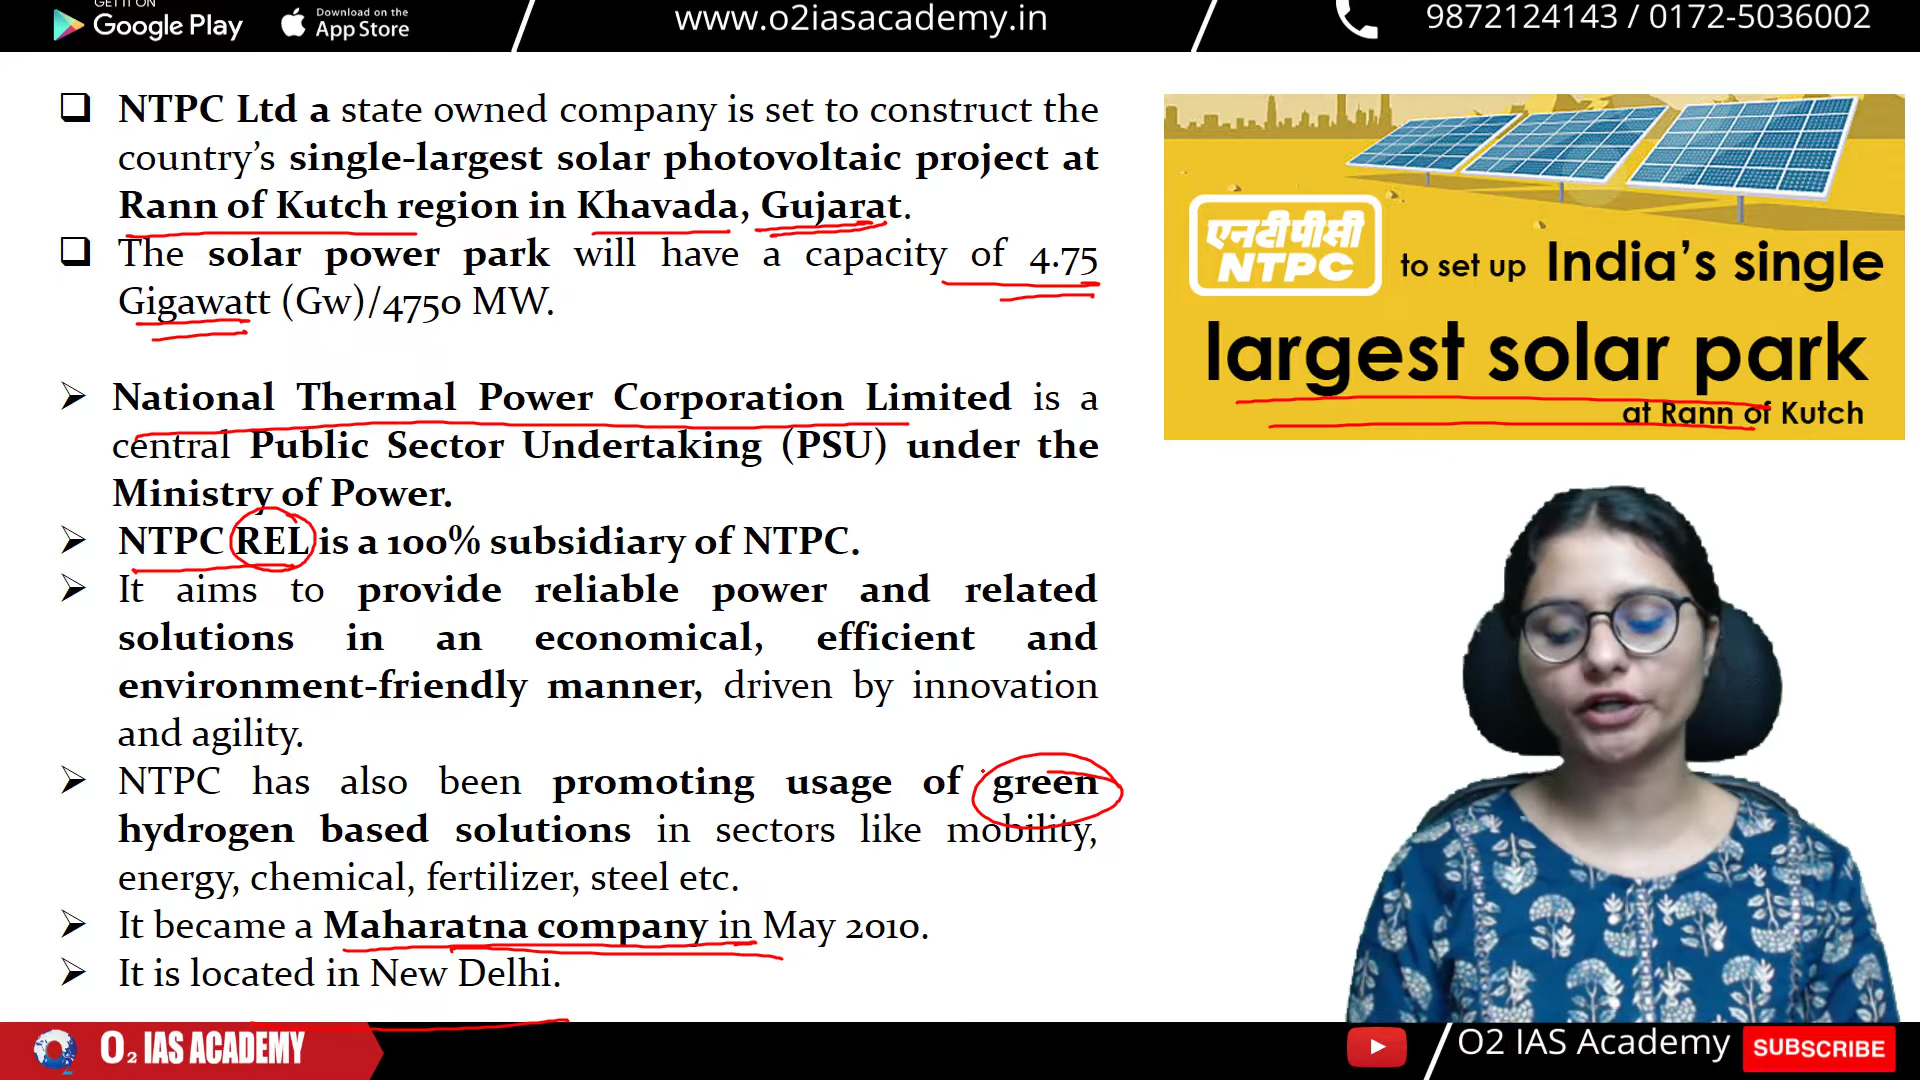 GET IT ON
Google Play
Download on the
App Store
www.o2iasacademy.in
9872124143 / 0172-5036002
NTPC Ltd a state owned company is set to construct the
country's single-largest solar photovoltaic project at
Rann of Kutch region in Khavada, Gujarat.
The solar power park will have a capacity of 4.75
Gigawatt (Gw)/4750 MW.
National Thermal Power Corporation Limited is a
central Public Sector Undertaking (PSU) under the
Ministry of Power.
NTPC REL is a 100% subsidiary of NTPC.
It aims to provide reliable power and related
solutions in an economical, efficient and
environment-friendly manner, driven by innovation
and agility.
NTPC has also been promoting usage of green
hydrogen based solutions in sectors like mobility,
energy, chemical, fertilizer, steel etc.
It became a Maharatna company in May 2010.
It is located in New Delhi.
एनटीपीसी
NTPC
to set up India's single
largest solar park
at Rann of Kutch
O2 IAS ACADEMY
O2 IAS Academy
SUBSCRIBE